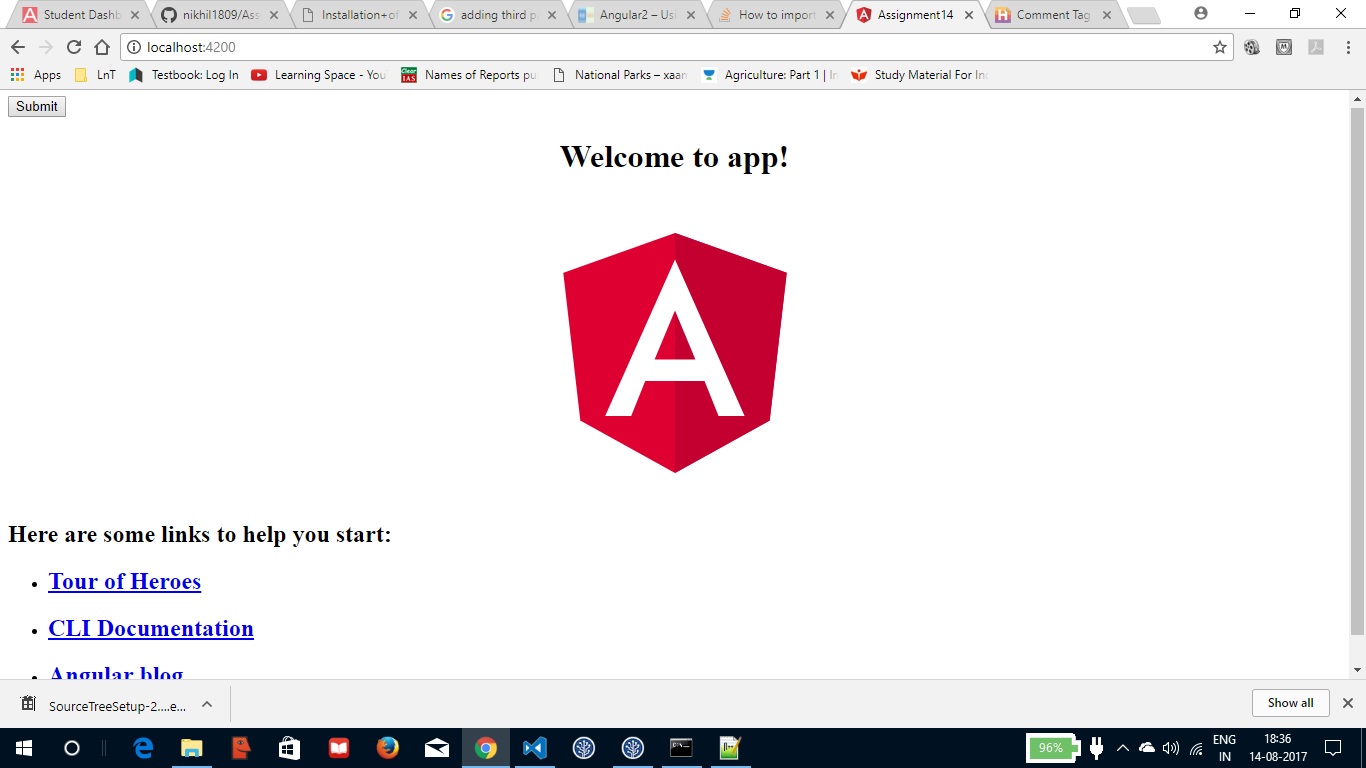 Student Dashb
nikhil1809/Ass
Installation+of
adding third p
Angular2 – Usi
How to import
Assignment14
Comment Tag
localhost:4200
Apps
LnT
Testbook: Log In
Learning Space - You
Names of Reports pu
National Parks – xaam
Agriculture: Part 1 | In
Study Material For Ind
Submit
Welcome to app!
A
Here are some links to help you start:
• Tour of Heroes
• CLI Documentation
• Angular blog
SourceTreeSetup-2....e...
Show all
96%
ENG
IN
18:36
14-08-2017